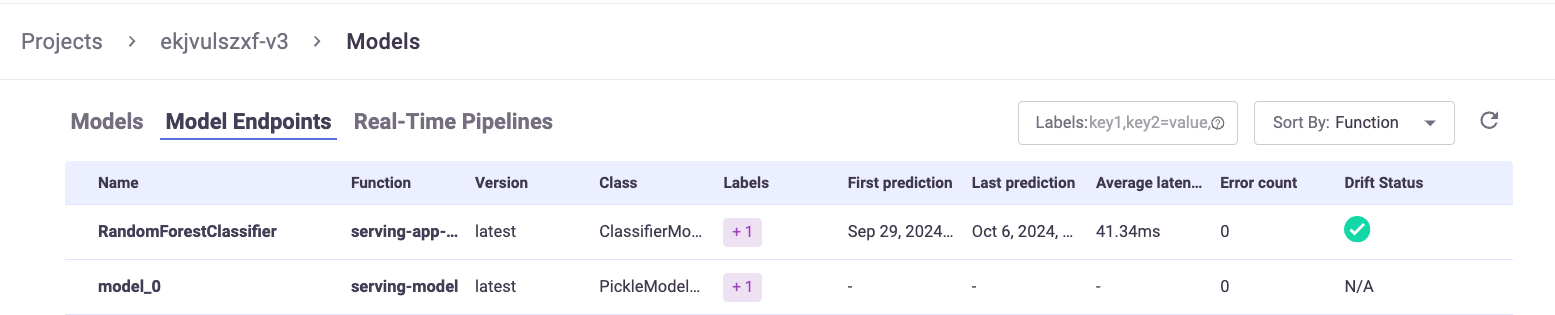 Projects > ekjvulszxf-v3 > Models
Models Model Endpoints Real-Time Pipelines Labels:key1,key2=value, Sort By: Function
Name Function Version Class Labels First prediction Last prediction Average laten... Error count Drift Status
RandomForestClassifier serving-app-... latest ClassifierMo... + 1 Sep 29, 2024... Oct 6, 2024, ... 41.34ms 0
model_0 serving-model latest PickleModel... + 1 - - - 0 N/A